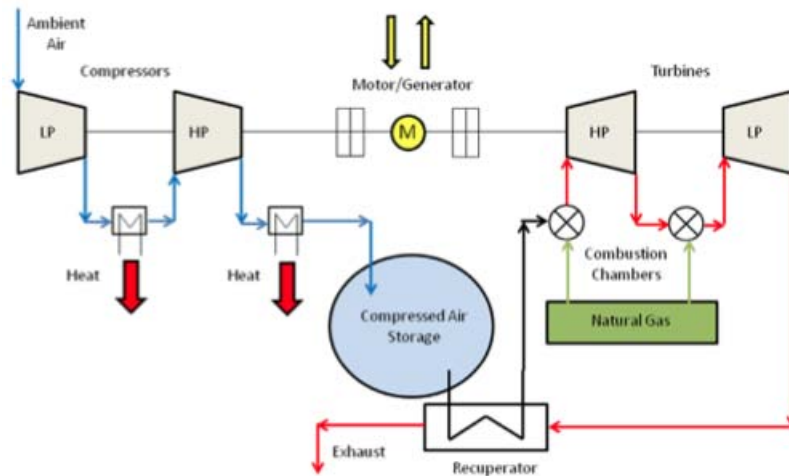 Ambient
Air
Compressors
Motor/Generator
Turbines
LP
HP
M
HP
LP
Heat
Heat
Combustion
Chambers
Compressed Air
Storage
Natural Gas
Exhaust
Recuperator